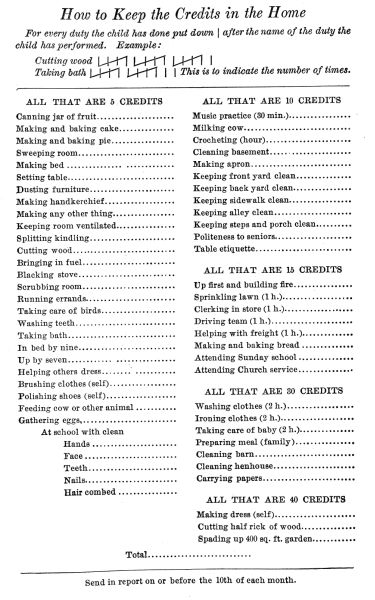 How to Keep the Credits in the Home
For every duty the child has done put down | after the name of the duty the
child has performed. Example:
Cutting wood
Taking bath | | This is to indicate the number of times.
ALL THAT ARE 5 CREDITS
Canning jar of fruit
Making and baking cake
Making and baking pie
Sweeping room
Making bed
Setting table
Dusting furniture
Making handkerchief
Making any other thing
Keeping room ventilated
Splitting kindling
Cutting wood
Bringing in fuel
Blacking stove
Scrubbing room
Running errands
Taking care of birds
Washing teeth
Taking bath
In bed by nine
Up by seven
Helping others dress
Brushing clothes (self)
Polishing shoes (self)
Feeding cow or other animal
Gathering eggs,
At school with clean
Hands
Face
Teeth
Nails
Hair combed
ALL THAT ARE 10 CREDITS
Music practice (30 min.)
Milking cow
Crocheting (hour)
Cleaning basement
Making apron
Keeping front yard clean
Keeping back yard clean
Keeping sidewalk clean
Keeping alley clean
Keeping steps and porch clean
Politeness to seniors
Table etiquette
ALL THAT ARE 15 CREDITS
Up first and building fire
Sprinkling lawn (1 h.)
Clerking in store (1 h.)
Driving team (1 h.)
Helping with freight (1 h.)
Making and baking bread
Attending Sunday school
Attending Church service
ALL THAT ARE 30 CREDITS
Washing clothes (2 h.)
Ironing clothes (2 h.)
Taking care of baby (2 h.)
Preparing meal (family)
Cleaning barn
Cleaning henhouse
Carrying papers
ALL THAT ARE 40 CREDITS
Making dress (self)
Cutting half rick of wood
Spading up 400 sq. ft. garden
Total
Send in report on or before the 10th of each month.